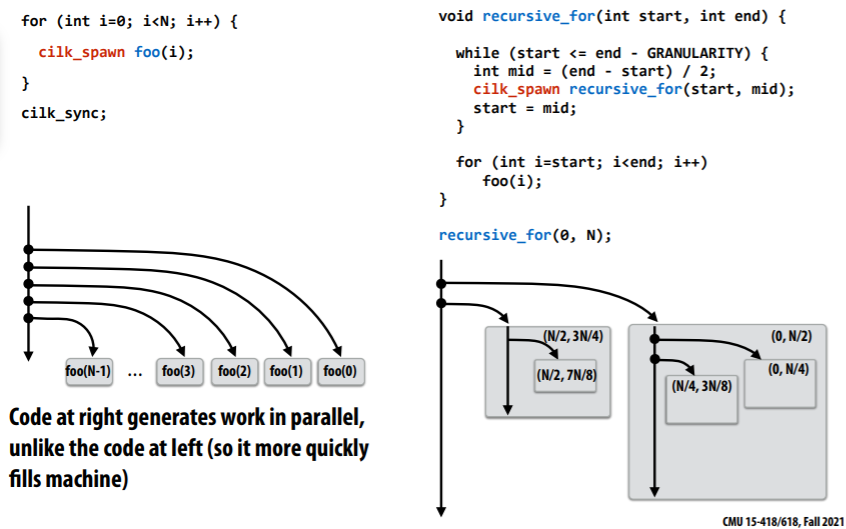 for (int i=0; i<N; i++) {
cilk_spawn foo(i);
}
cilk_sync;
foo(N-1)
...
foo(3)
foo(2)
foo(1)
foo(0)
Code at right generates work in parallel,
unlike the code at left (so it more quickly
fills machine)
void recursive_for(int start, int end) {
while (start <= end - GRANULARITY) {
int mid = (end - start) / 2;
cilk_spawn recursive_for(start, mid);
start = mid;
}
for (int i=start; i<end; i++)
foo(i);
}
recursive_for(0, N);
(N/2, 3N/4)
(N/2, 7N/8)
(0, N/2)
(0, N/4)
(N/4, 3N/8)
CMU 15-418/618, Fall 2021